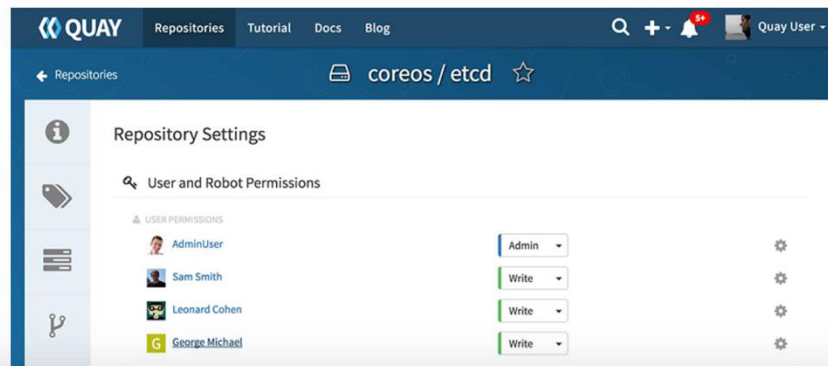 QUAY Repositories Tutorial Docs Blog 5+ Quay User
Repositories coreos / etcd
Repository Settings
User and Robot Permissions
USER PERMISSIONS
AdminUser Admin
Sam Smith Write
Leonard Cohen Write
G George Michael Write